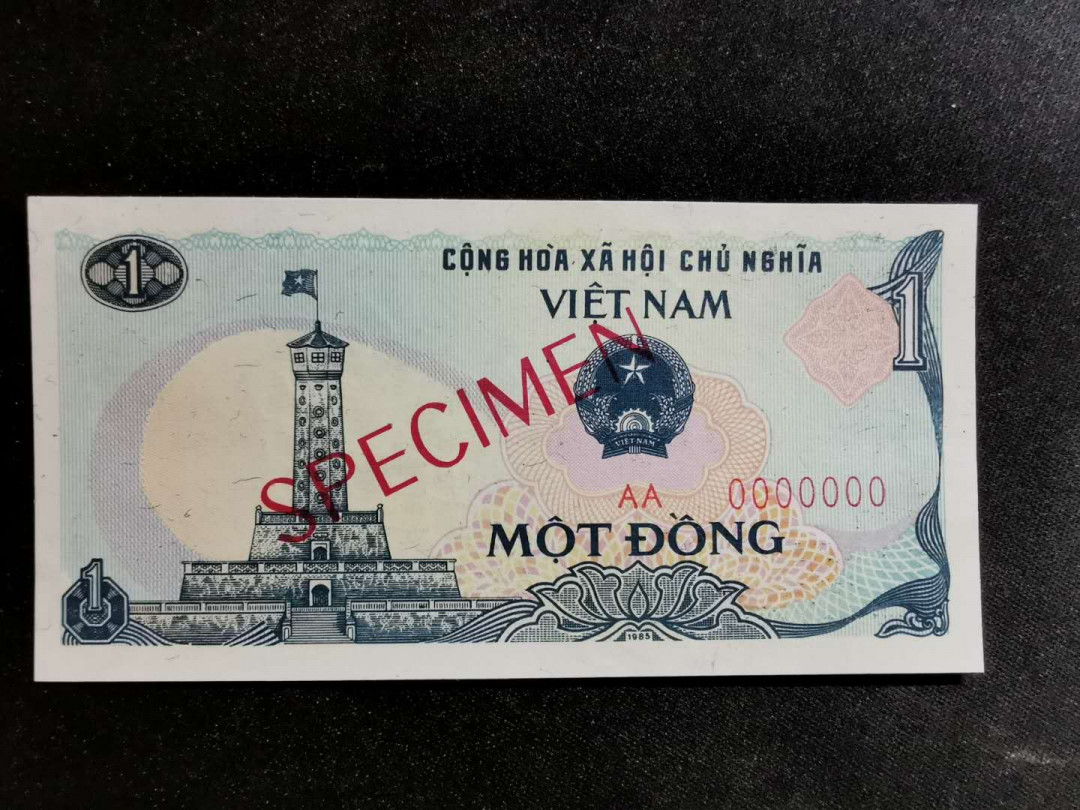 1
CỘNG HÒA XÃ HỘI CHỦ NGHĨA
VIỆT NAM
1
SPECIMEN
VIỆT NAM
AA 0000000
MỘT ĐỒNG
1
1985